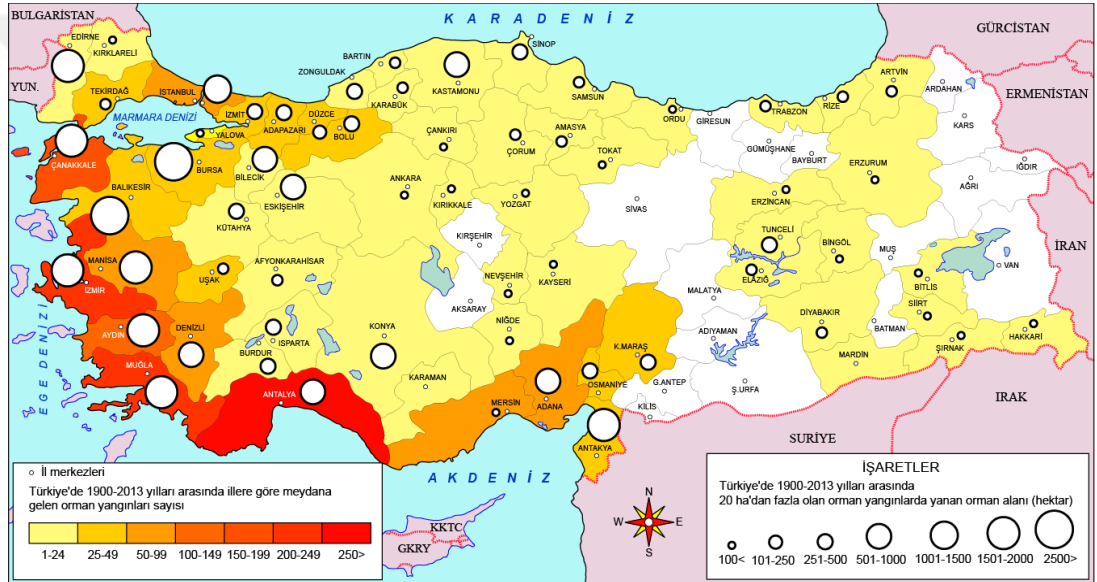 BULGARİSTAN
KARADENİZ
GÜRCİSTAN
EDİRNE
KIRKLARELİ
SİNOP
BARTIN
ZONGULDAK
KASTAMONU
ARTVİN
ARDAHAN
YUN.
TEKİRDAĞ
İSTANBUL
KARABÜK
SAMSUN
ORDU
TRABZON
RİZE
ERMENİSTAN
MARMARA DENİZİ
İZMİT
ADAPAZARI
DÜZCE
BOLU
GİRESUN
KARS
YALOVA
ÇANKIRI
ÇORUM
AMASYA
TOKAT
GÜMÜŞHANE
BAYBURT
ÇANAKKALE
BURSA
BİLECİK
ERZURUM
IĞDIR
BALIKESİR
ESKİŞEHİR
ANKARA
KIRIKKALE
YOZGAT
SİVAS
ERZİNCAN
AĞRI
KÜTAHYA
KIRŞEHİR
TUNCELİ
BİNGÖL
MUŞ
İRAN
MANİSA
UŞAK
AFYONKARAHİSAR
NEVŞEHİR
KAYSERİ
ELAZIĞ
BİTLİS
VAN
İZMİR
AKSARAY
MALATYA
SİİRT
EGE DENİZİ
AYDIN
DENİZLİ
ISPARTA
BURDUR
KONYA
NİĞDE
ADIYAMAN
DİYABAKIR
BATMAN
HAKKARİ
ŞIRNAK
MUĞLA
K.MARAŞ
MARDİN
ANTALYA
KARAMAN
MERSİN
ADANA
OSMANİYE
G.ANTEP
Ş.URFA
KİLİS
IRAK
ANTAKYA
SURİYE
AKDENİZ
İl merkezleri
Türkiye'de 1900-2013 yılları arasında illere göre meydana
gelen orman yangınları sayısı
1-24 25-49 50-99 100-149 150-199 200-249 250>
KKTC
GKRY
N
W E
S
İŞARETLER
Türkiye'de 1900-2013 yılları arasında
20 ha'dan fazla olan orman yangınlarda yanan orman alanı (hektar)
100< 101-250 251-500 501-1000 1001-1500 1501-2000 2500>